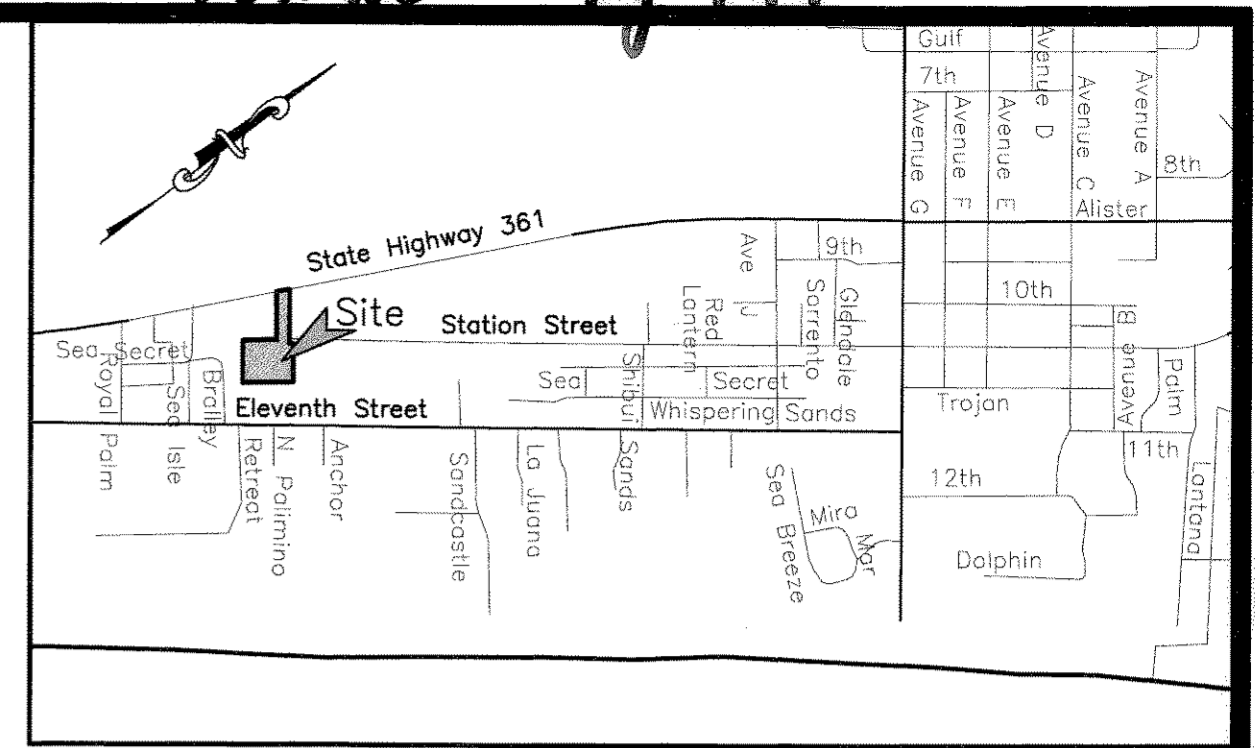 Gulf
7th
Avenue D
Avenue G
Avenue F
Avenue E
Avenue C
Avenue A
8th
Alister
State Highway 361
Ave J
9th
10th
Site
Station Street
Red Lantern
Sorrento
Glendale
Avenue B
Palm
Sea Secret
Royal Palm
Sea Isle
Bralley
Shibui
Sea
Secret
Trojan
Eleventh Street
Whispering Sands
11th
Retreat
N Palimino
Anchor
Sandcastle
La Juana
Sands
Sea Breeze
Mira Mar
12th
Dolphin
Lantana